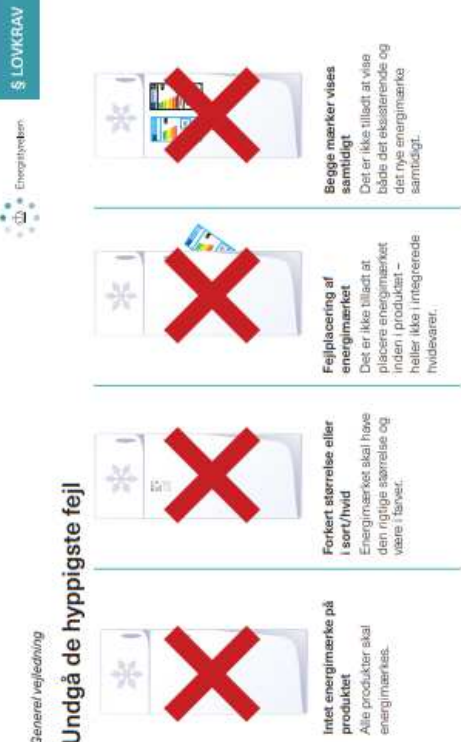 § LOVKRAV
Energistyrelsen
Generel vejledning
Undgå de hyppigste fejl
Intet energimærke på
produktet
Alle produkter skal
energimærkes.
Forkert størrelse eller
i sort/hvid
Energimærket skal have
den rigtige størrelse og
være i farver.
Fejlplacering af
energimærket
Det er ikke tilladt at
placere energimærket
inden i produktet –
heller ikke i integrerede
hvidevarer.
Begge mærker vises
samtidigt
Det er ikke tilladt at vise
både det eksisterende og
det nye energimærke
samtidigt.